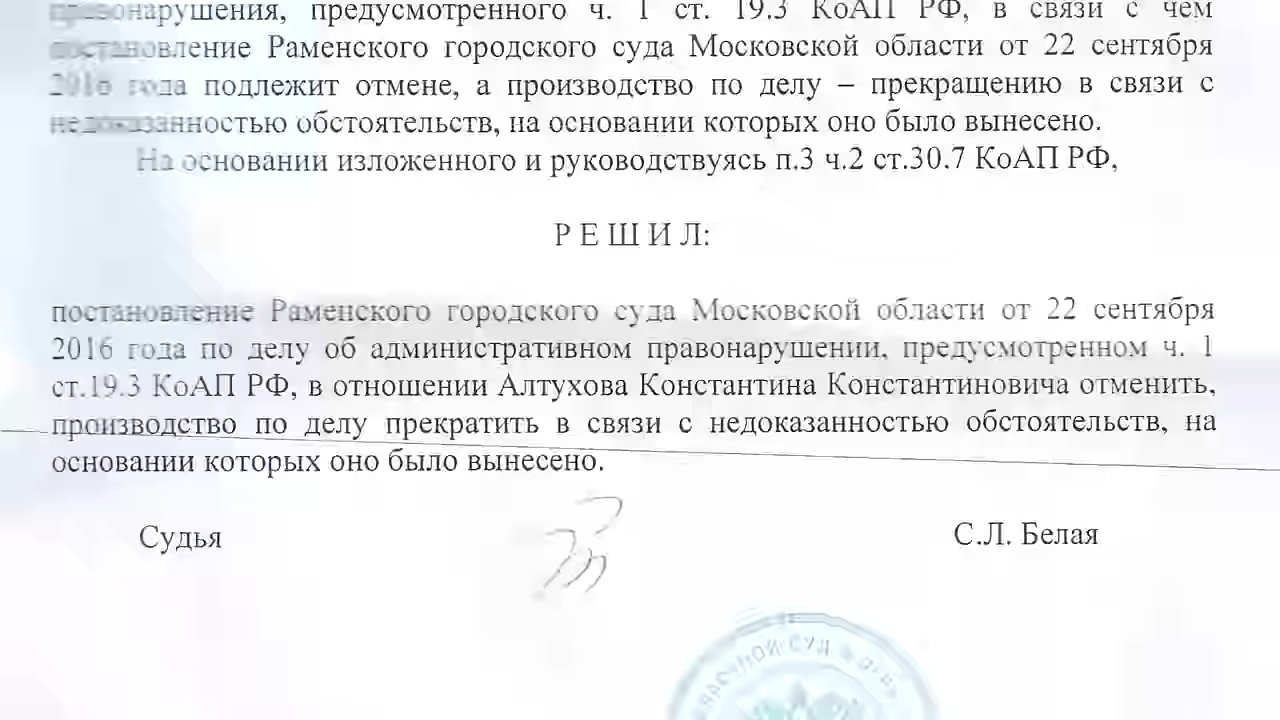 правонарушения, предусмотренного ч. 1 ст. 19.3 КоАП РФ, в связи с чем
постановление Раменского городского суда Московской области от 22 сентября
2016 года подлежит отмене, а производство по делу – прекращению в связи с
недоказанностью обстоятельств, на основании которых оно было вынесено.
На основании изложенного и руководствуясь п.3 ч.2 ст.30.7 КоАП РФ,
Р Е Ш И Л:
постановление Раменского городского суда Московской области от 22 сентября
2016 года по делу об административном правонарушении, предусмотренном ч. 1
ст.19.3 КоАП РФ, в отношении Алтухова Константина Константиновича отменить,
производство по делу прекратить в связи с недоказанностью обстоятельств, на
основании которых оно было вынесено.
Судья С.Л. Белая
СУД